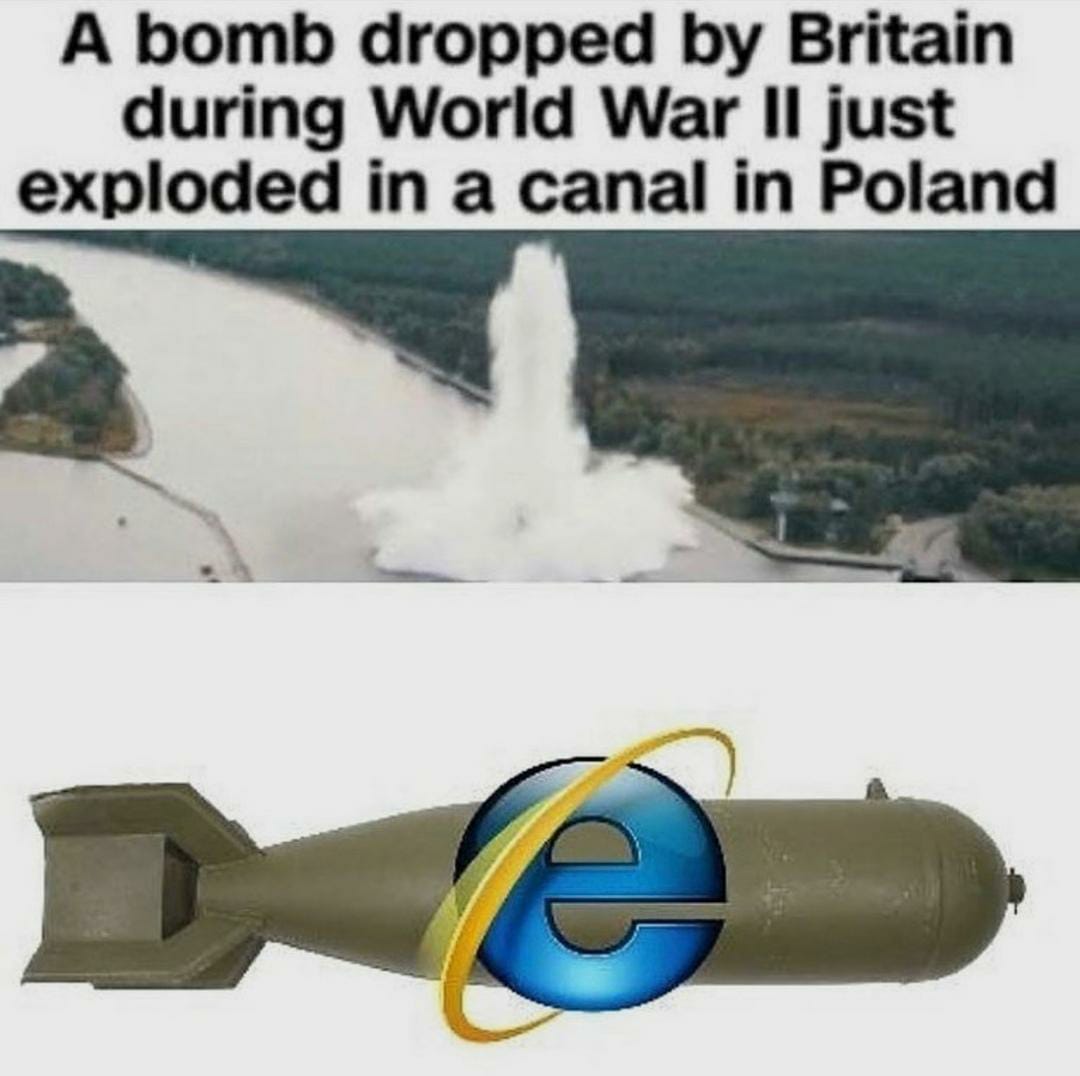 A bomb dropped by Britain
during World War II just
exploded in a canal in Poland